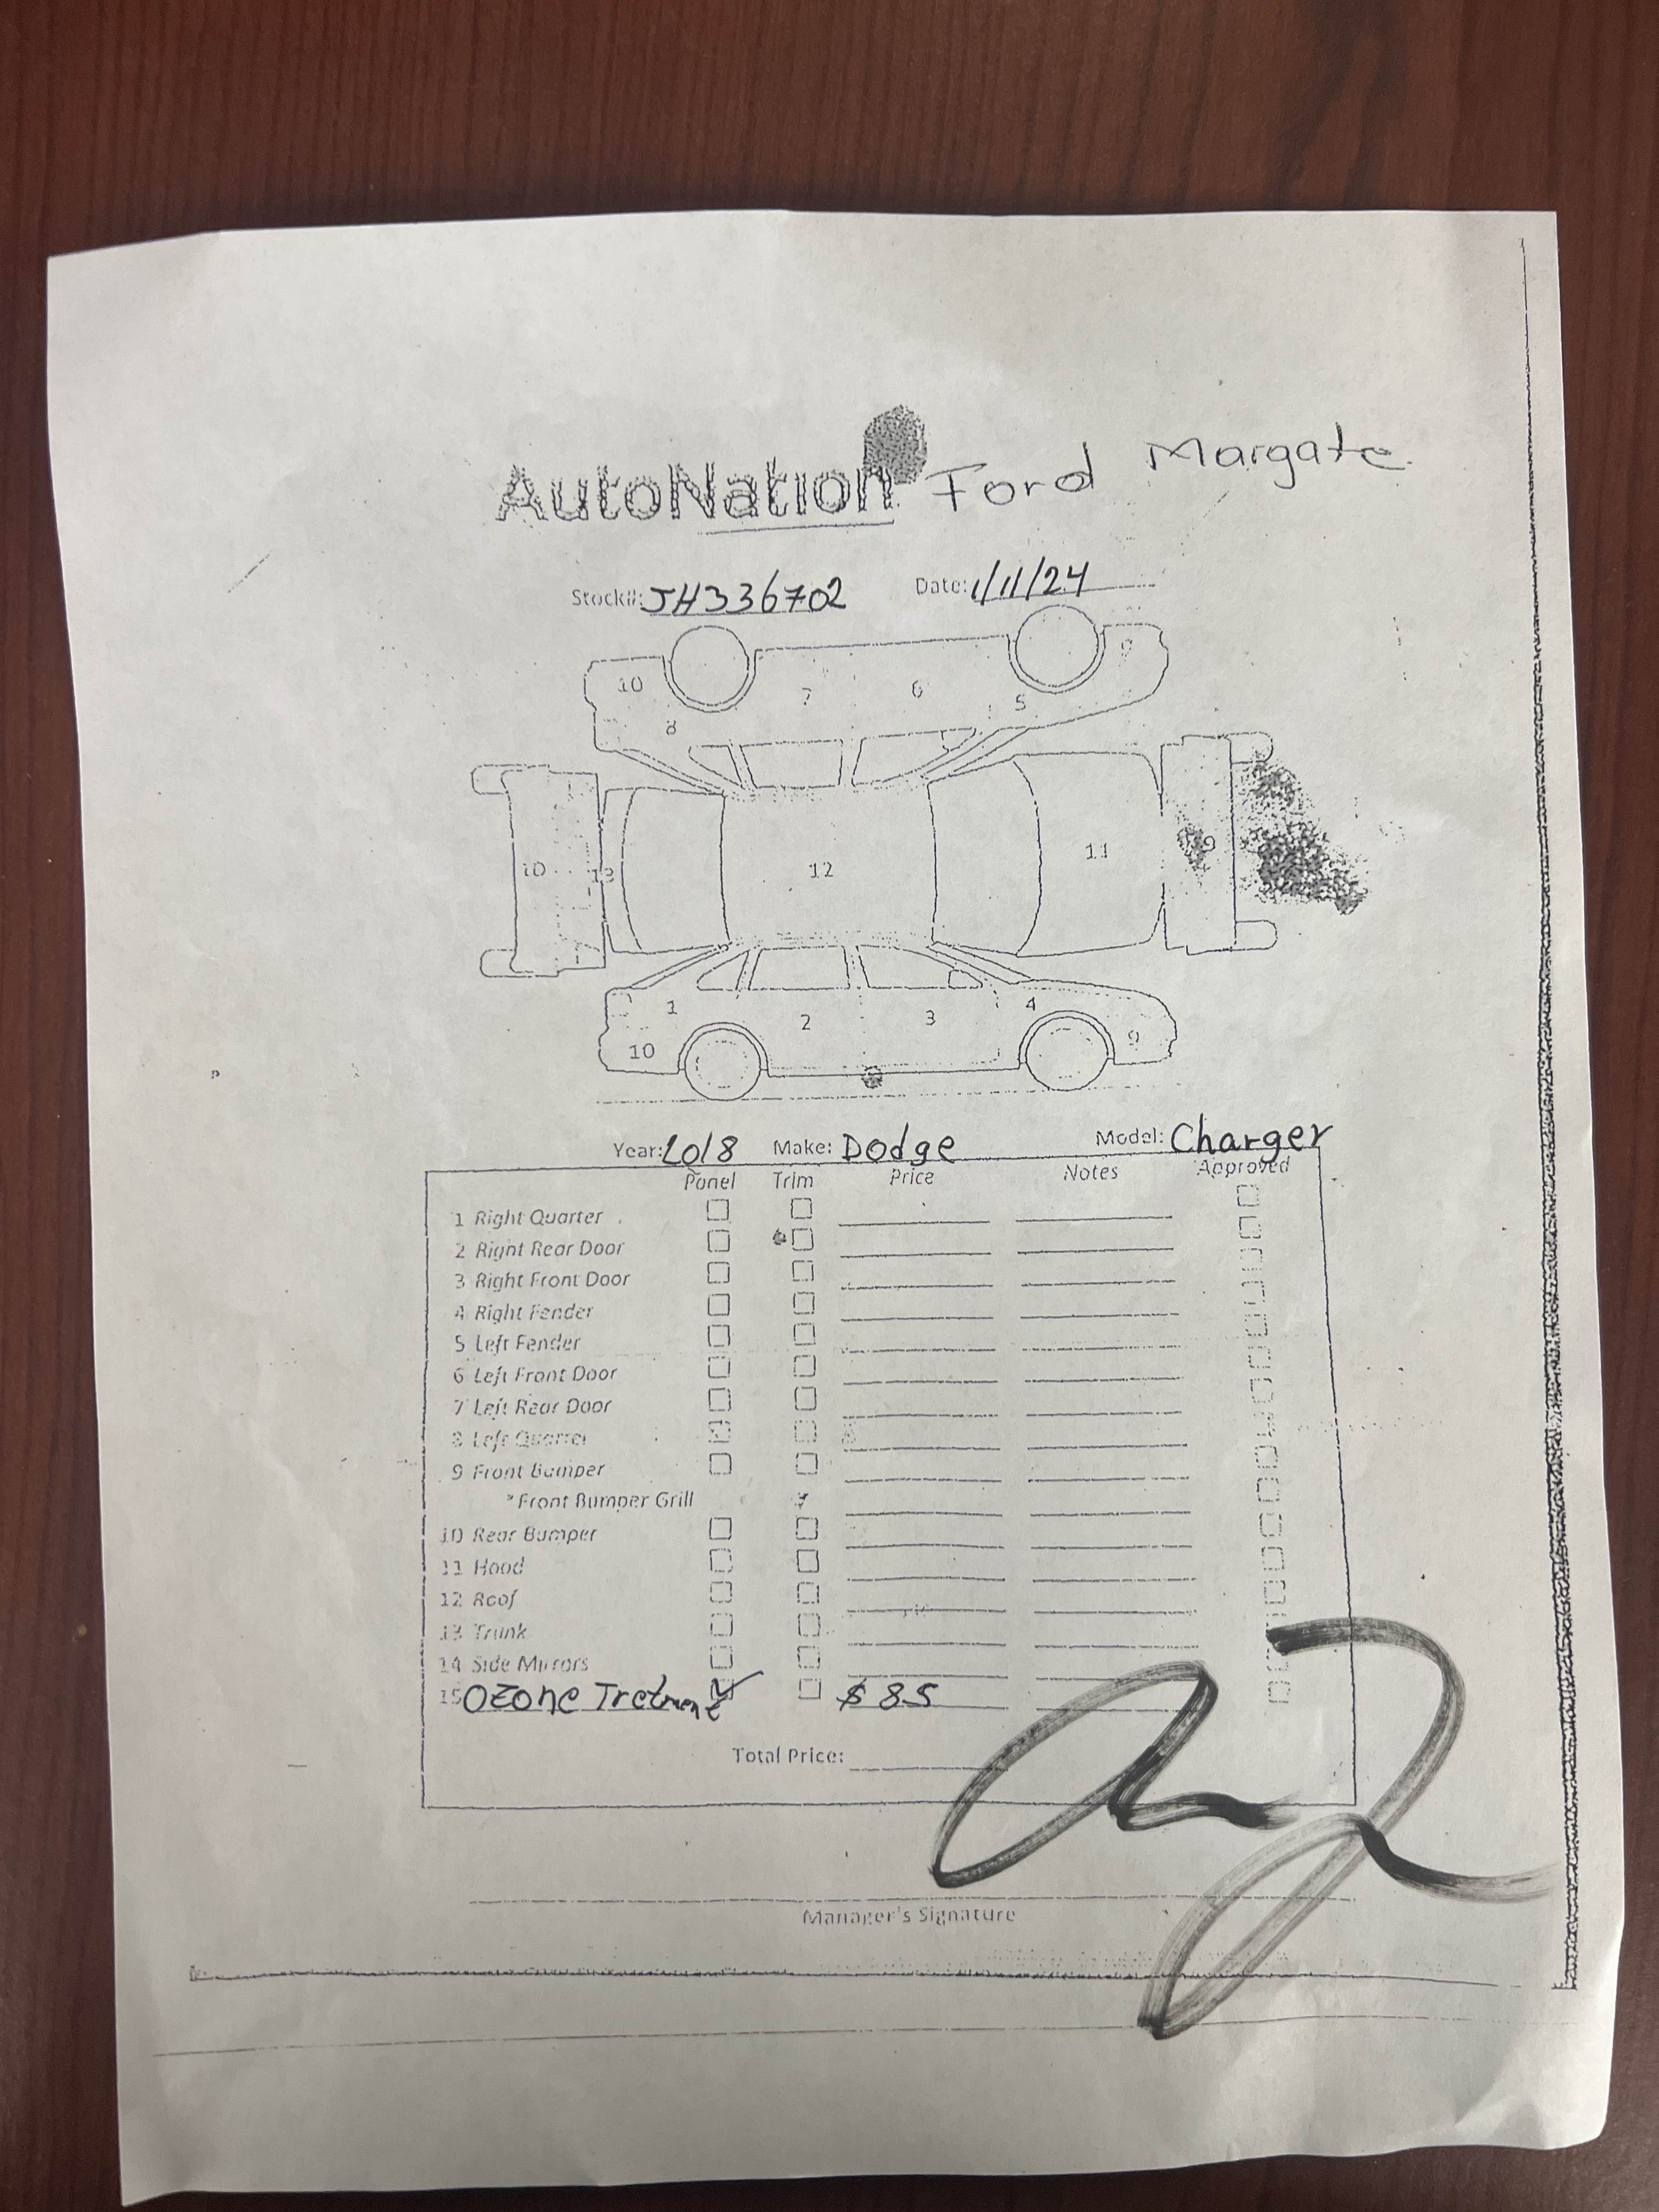 AutoNation Ford Margate
Stock#: JH336702 Date: 1/11/24
10 7 6 5 9
8
10 13 12 11 9
1 2 3 4
10 9
Year: 2018 Make: Dodge Model: Charger
Panel Trim Price Notes Approved
1 Right Quarter
2 Right Rear Door
3 Right Front Door
4 Right Fender
5 Left Fender
6 Left Front Door
7 Left Rear Door
8 Left Quarter
9 Front Bumper
*Front Bumper Grill
10 Rear Bumper
11 Hood
12 Roof
13 Trunk
14 Side Mirrors
15 Ozone Tretment $85
Total Price:
Manager's Signature